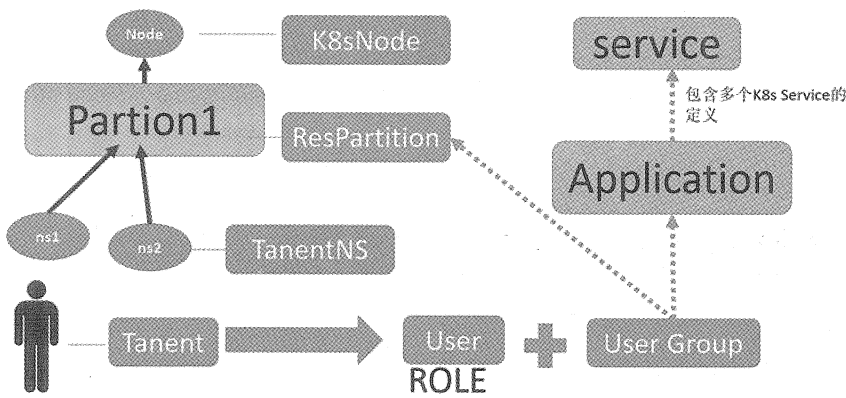 Node
K8sNode
service
包含多个K8s Service的
定义
Partion1
ResPartition
Application
ns1
ns2
TanentNS
Tanent
User
User Group
ROLE